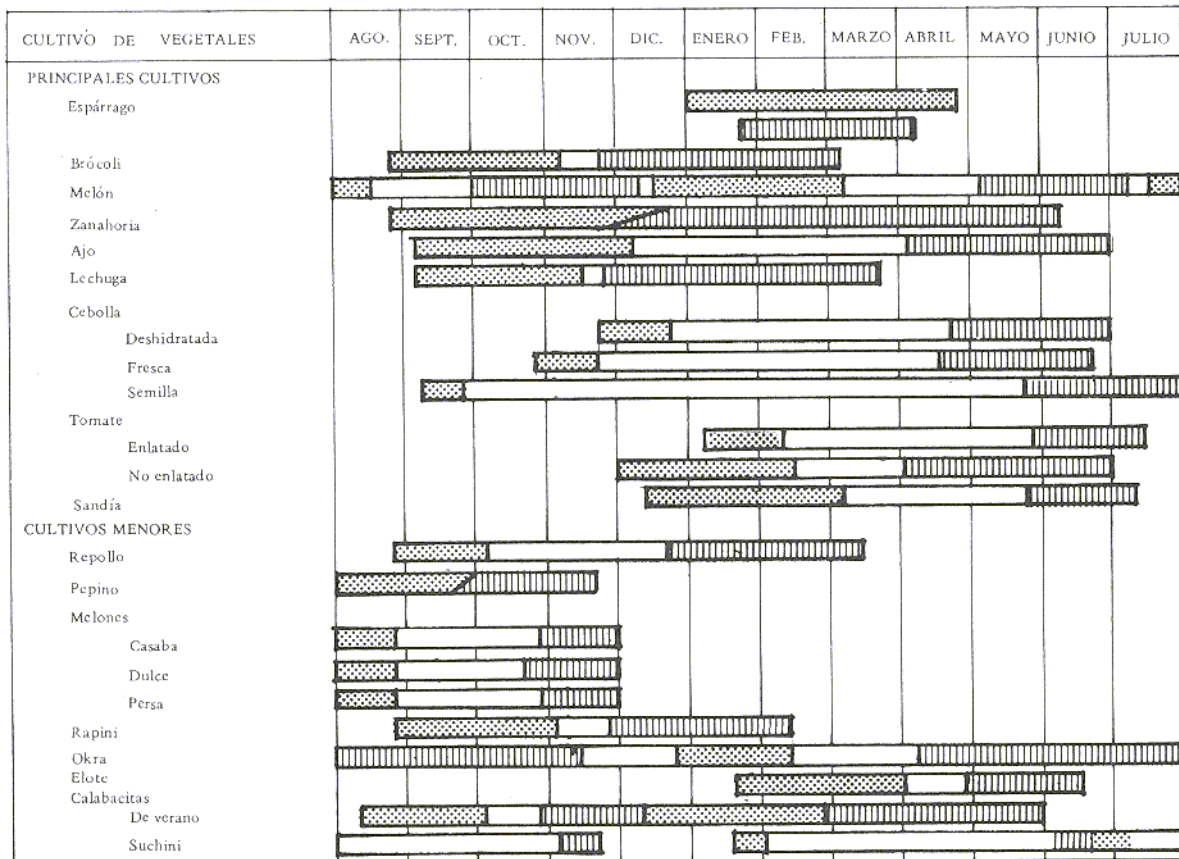 CULTIVO DE VEGETALES AGO. SEPT. OCT. NOV. DIC. ENERO FEB. MARZO ABRIL MAYO JUNIO JULIO
PRINCIPALES CULTIVOS
Espárrago
Brócoli
Melón
Zanahoria
Ajo
Lechuga
Cebolla
Deshidratada
Fresca
Semilla
Tomate
Enlatado
No enlatado
Sandía
CULTIVOS MENORES
Repollo
Pepino
Melones
Casaba
Dulce
Persa
Rapini
Okra
Elote
Calabacitas
De verano
Suchini